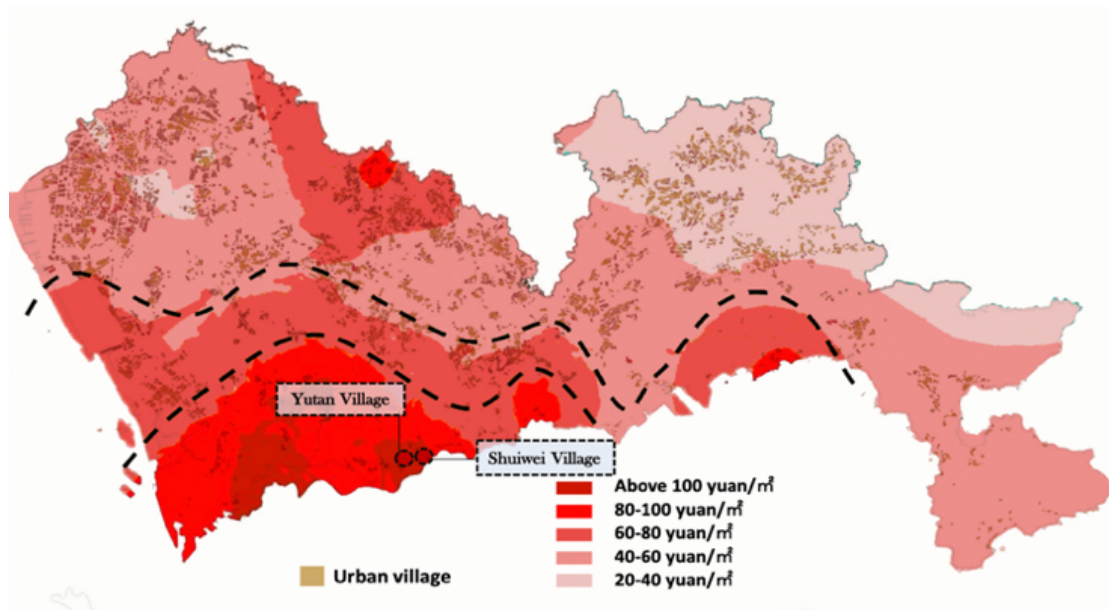 Yutan Village
Shuiwei Village
Above 100 yuan/㎡
80-100 yuan/㎡
60-80 yuan/㎡
40-60 yuan/㎡
20-40 yuan/㎡
Urban village